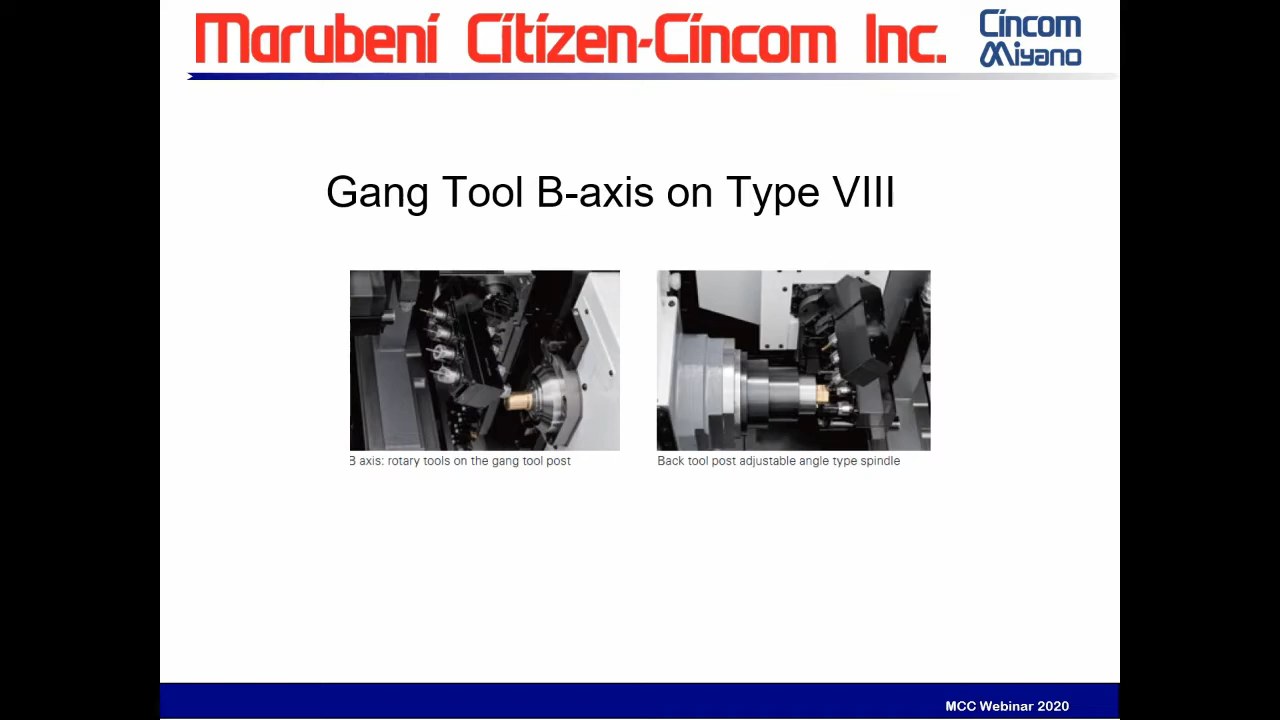 Marubeni Citizen-Cincom Inc.
Cincom
Miyano
Gang Tool B-axis on Type VIII
B axis: rotary tools on the gang tool post
Back tool post adjustable angle type spindle
MCC Webinar 2020